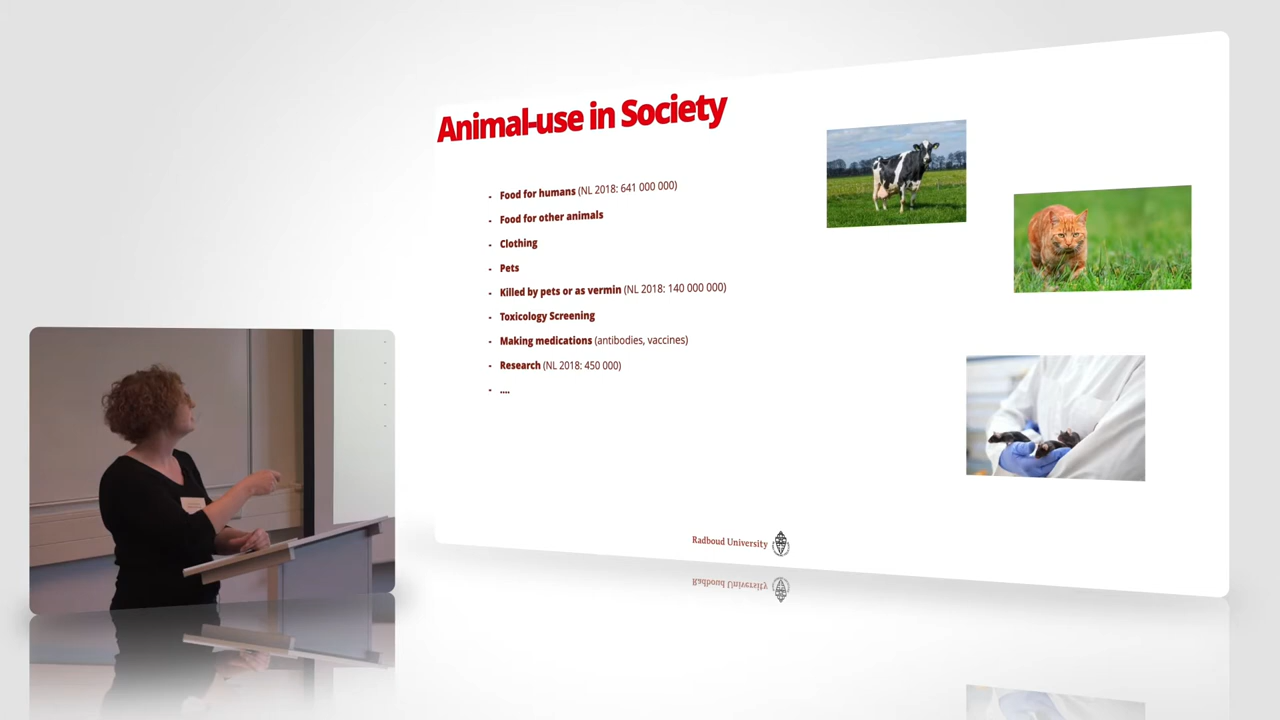 Animal-use in Society
- Food for humans (NL 2018: 641 000 000)
- Food for other animals
- Clothing
- Pets
- Killed by pets or as vermin (NL 2018: 140 000 000)
- Toxicology Screening
- Making medications (antibodies, vaccines)
- Research (NL 2018: 450 000)
- ....
Radboud University